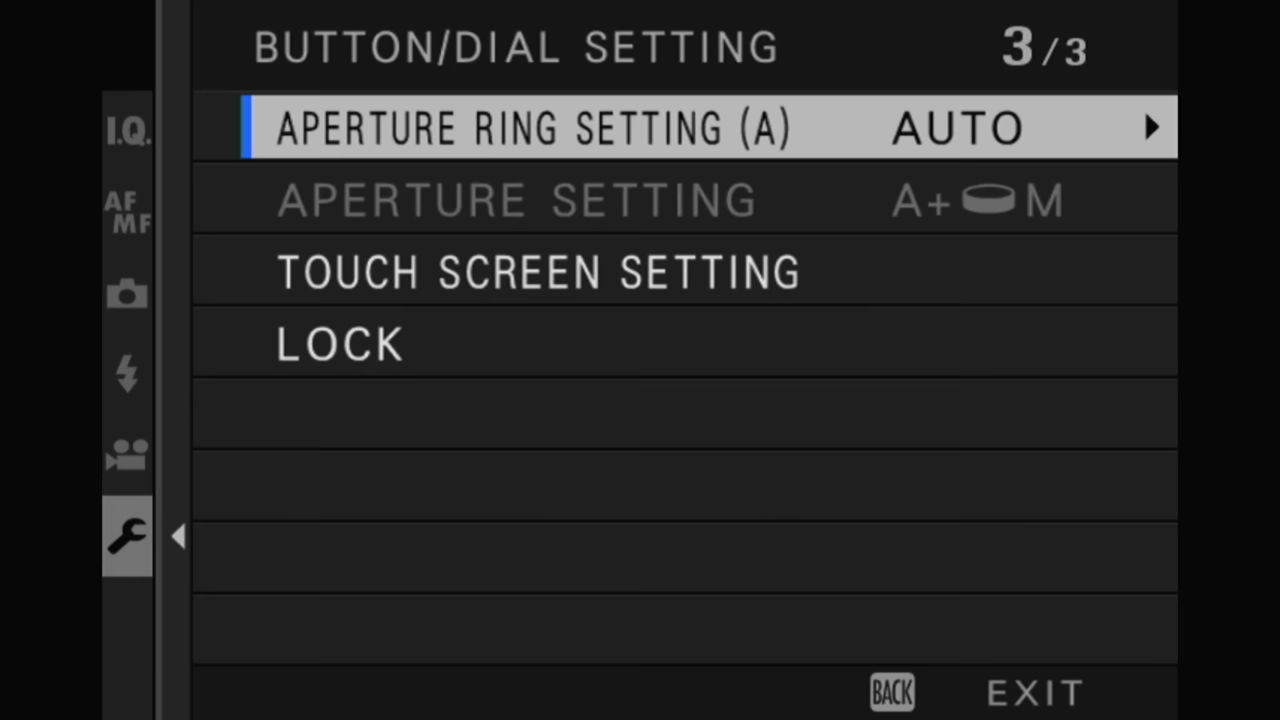 BUTTON/DIAL SETTING 3/3
I.Q.
APERTURE RING SETTING (A) AUTO
AF
MF
APERTURE SETTING A+ M
TOUCH SCREEN SETTING
LOCK
BACK EXIT